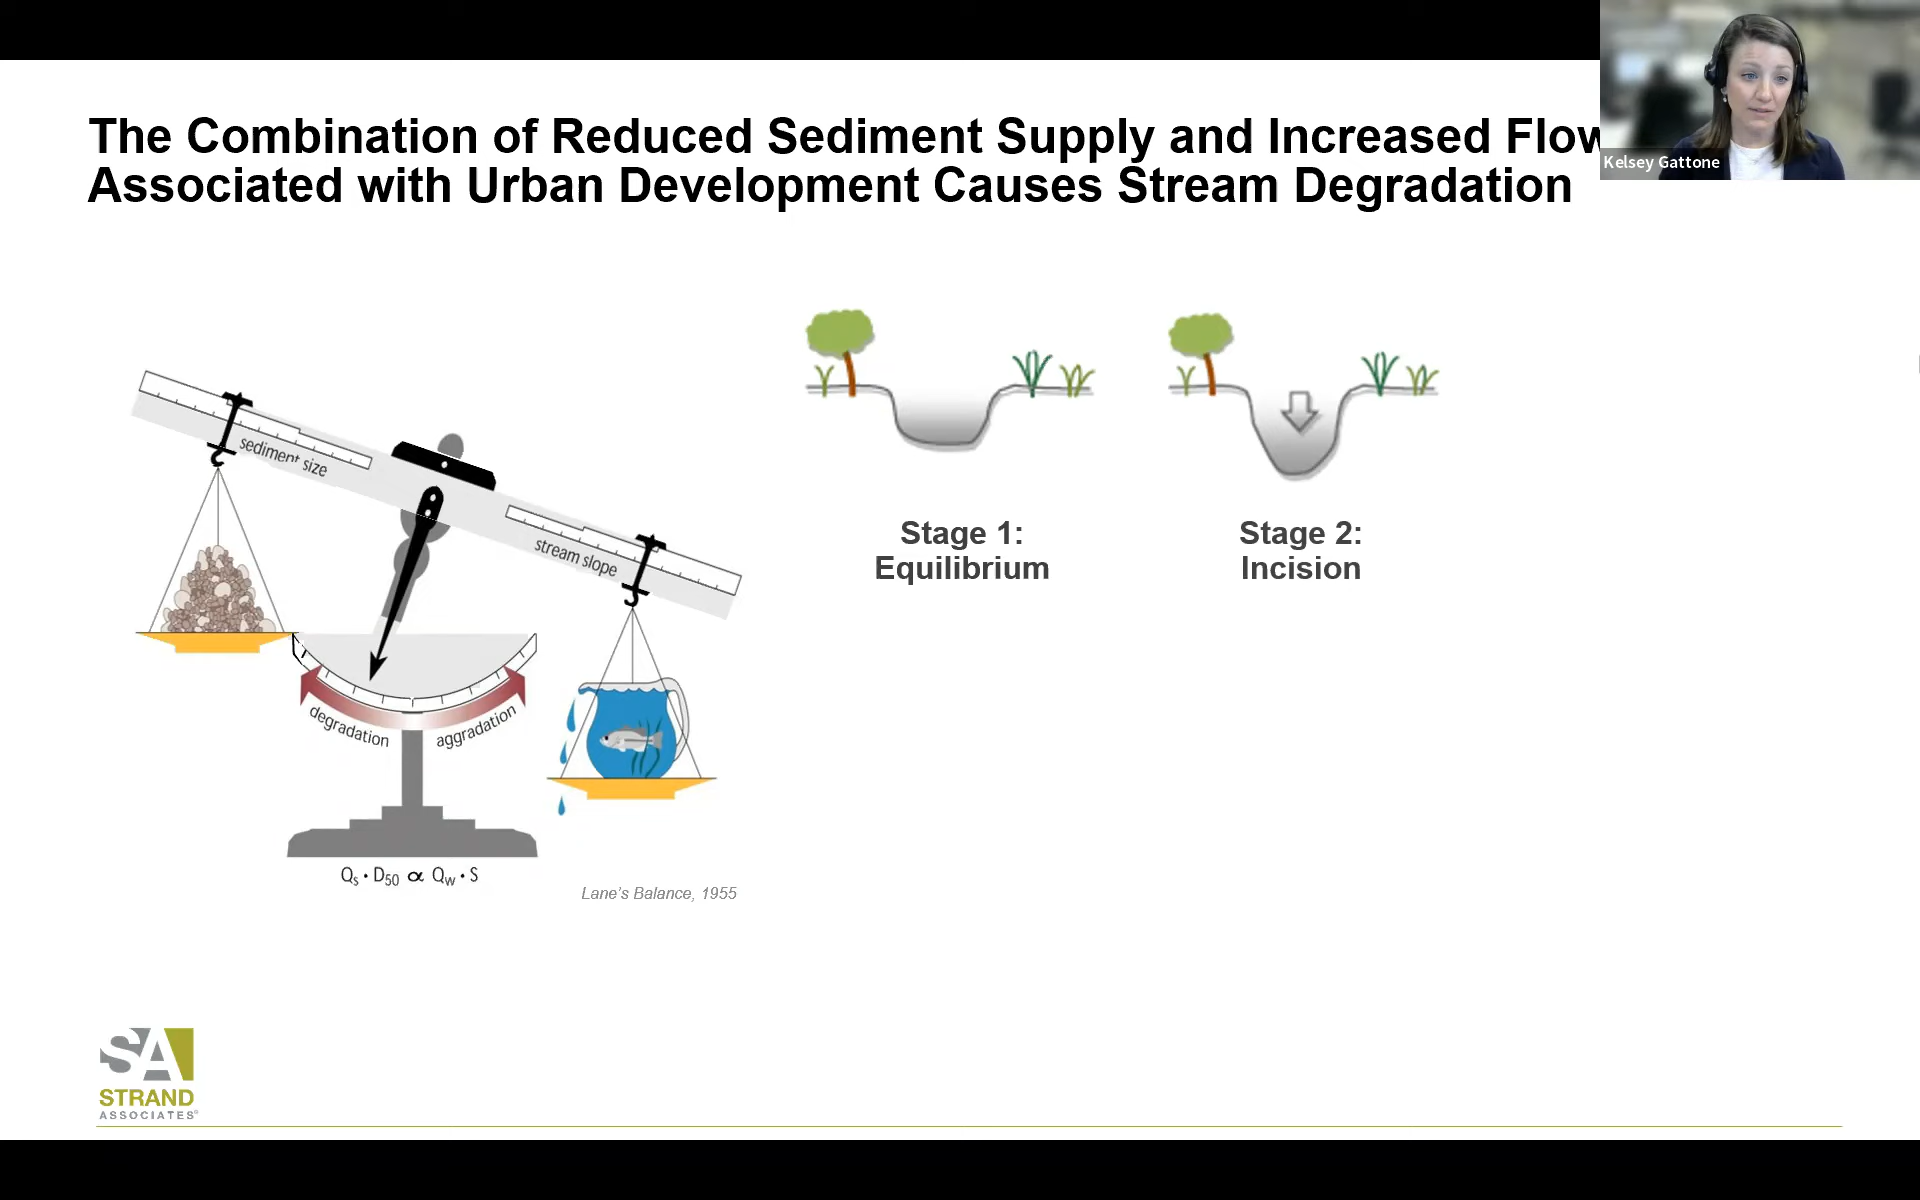 The Combination of Reduced Sediment Supply and Increased Flow
Associated with Urban Development Causes Stream Degradation
Kelsey Gattone
sediment size
stream slope
degradation
aggradation
Qs • D50 ∝ Qw • S
Lane's Balance, 1955
Stage 1:
Equilibrium
Stage 2:
Incision
SA
STRAND
ASSOCIATES®